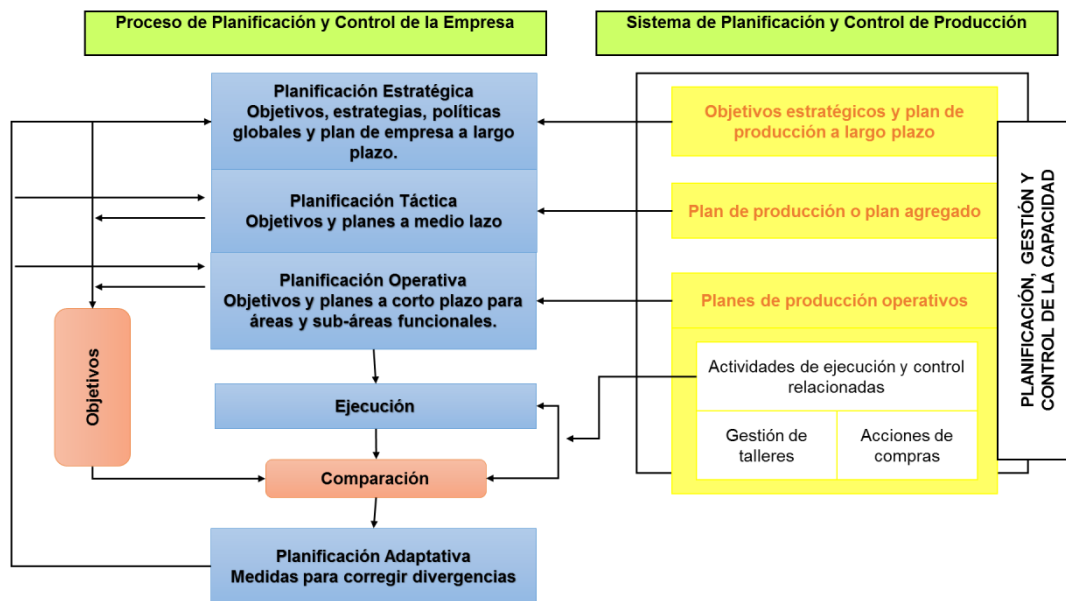 Proceso de Planificación y Control de la Empresa
Sistema de Planificación y Control de Producción
Planificación Estratégica
Objetivos, estrategias, políticas
globales y plan de empresa a largo
plazo.
Planificación Táctica
Objetivos y planes a medio lazo
Planificación Operativa
Objetivos y planes a corto plazo para
áreas y sub-áreas funcionales.
Objetivos
Ejecución
Comparación
Planificación Adaptativa
Medidas para corregir divergencias
Objetivos estratégicos y plan de
producción a largo plazo
Plan de producción o plan agregado
Planes de producción operativos
Actividades de ejecución y control
relacionadas
Gestión de
talleres
Acciones de
compras
PLANIFICACIÓN, GESTIÓN Y
CONTROL DE LA CAPACIDAD